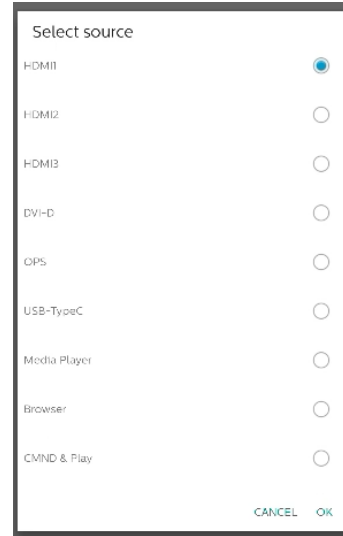 Select source
HDMI1
HDMI2
HDMI3
DVI-D
OPS
USB-TypeC
Media Player
Browser
CMND & Play
CANCEL OK